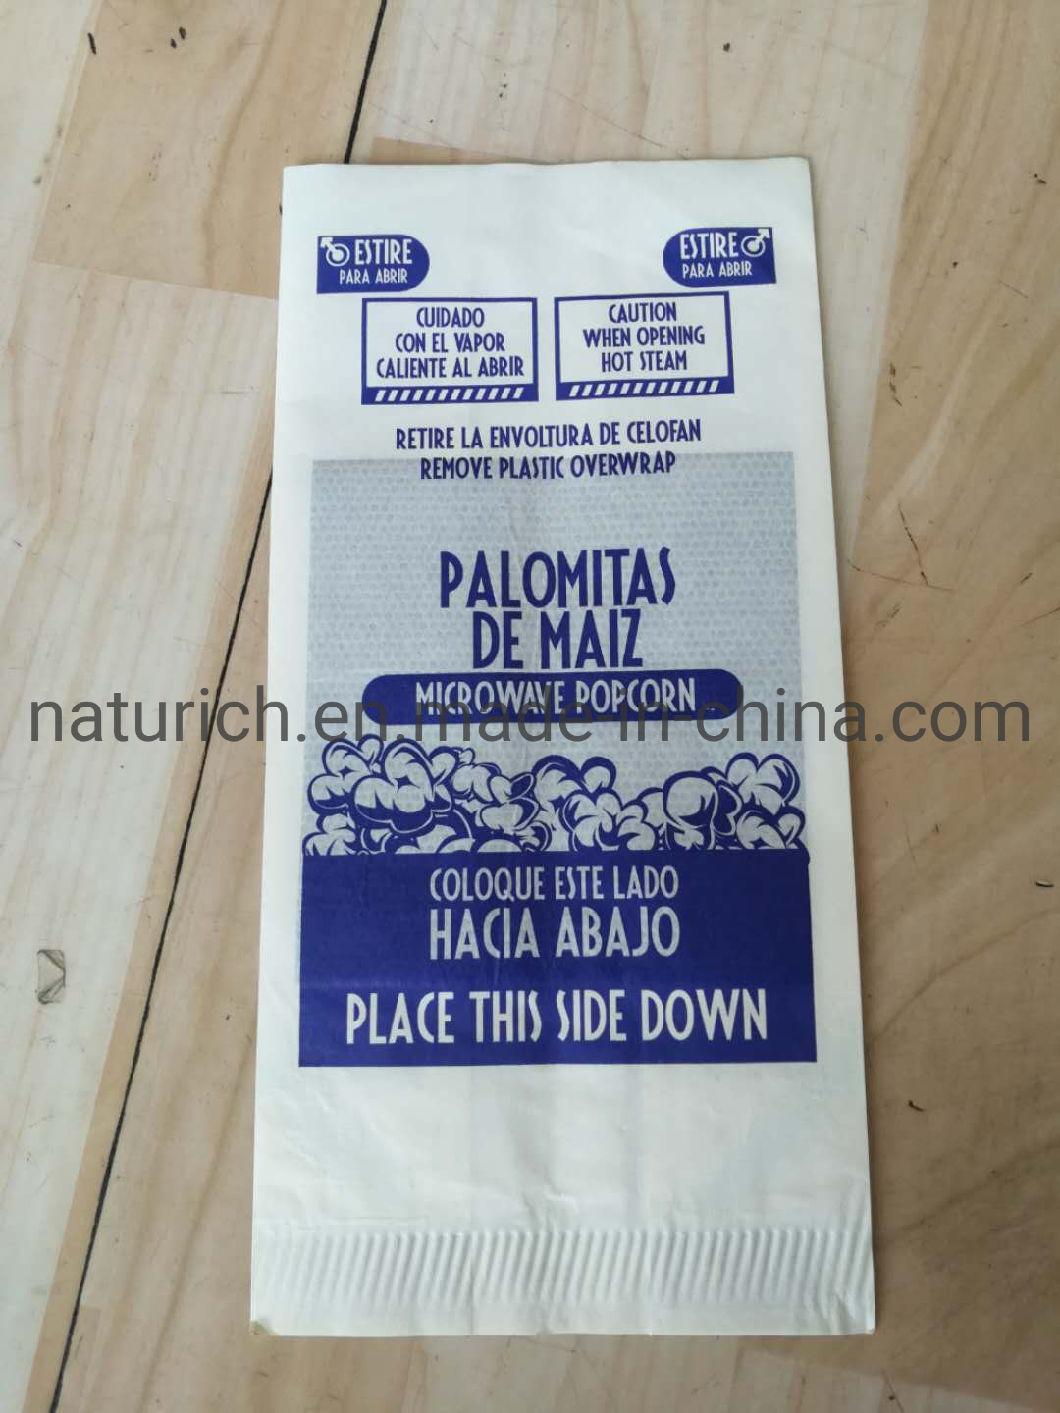 ESTIRE
PARA ABRIR
ESTIRE
PARA ABRIR
CUIDADO
CON EL VAPOR
CALIENTE AL ABRIR
CAUTION
WHEN OPENING
HOT STEAM
RETIRE LA ENVOLTURA DE CELOFAN
REMOVE PLASTIC OVERWRAP
PALOMITAS
DE MAIZ
MICROWAVE POPCORN
naturich.en.made-in-china.com
COLOQUE ESTE LADO
HACIA ABAJO
PLACE THIS SIDE DOWN